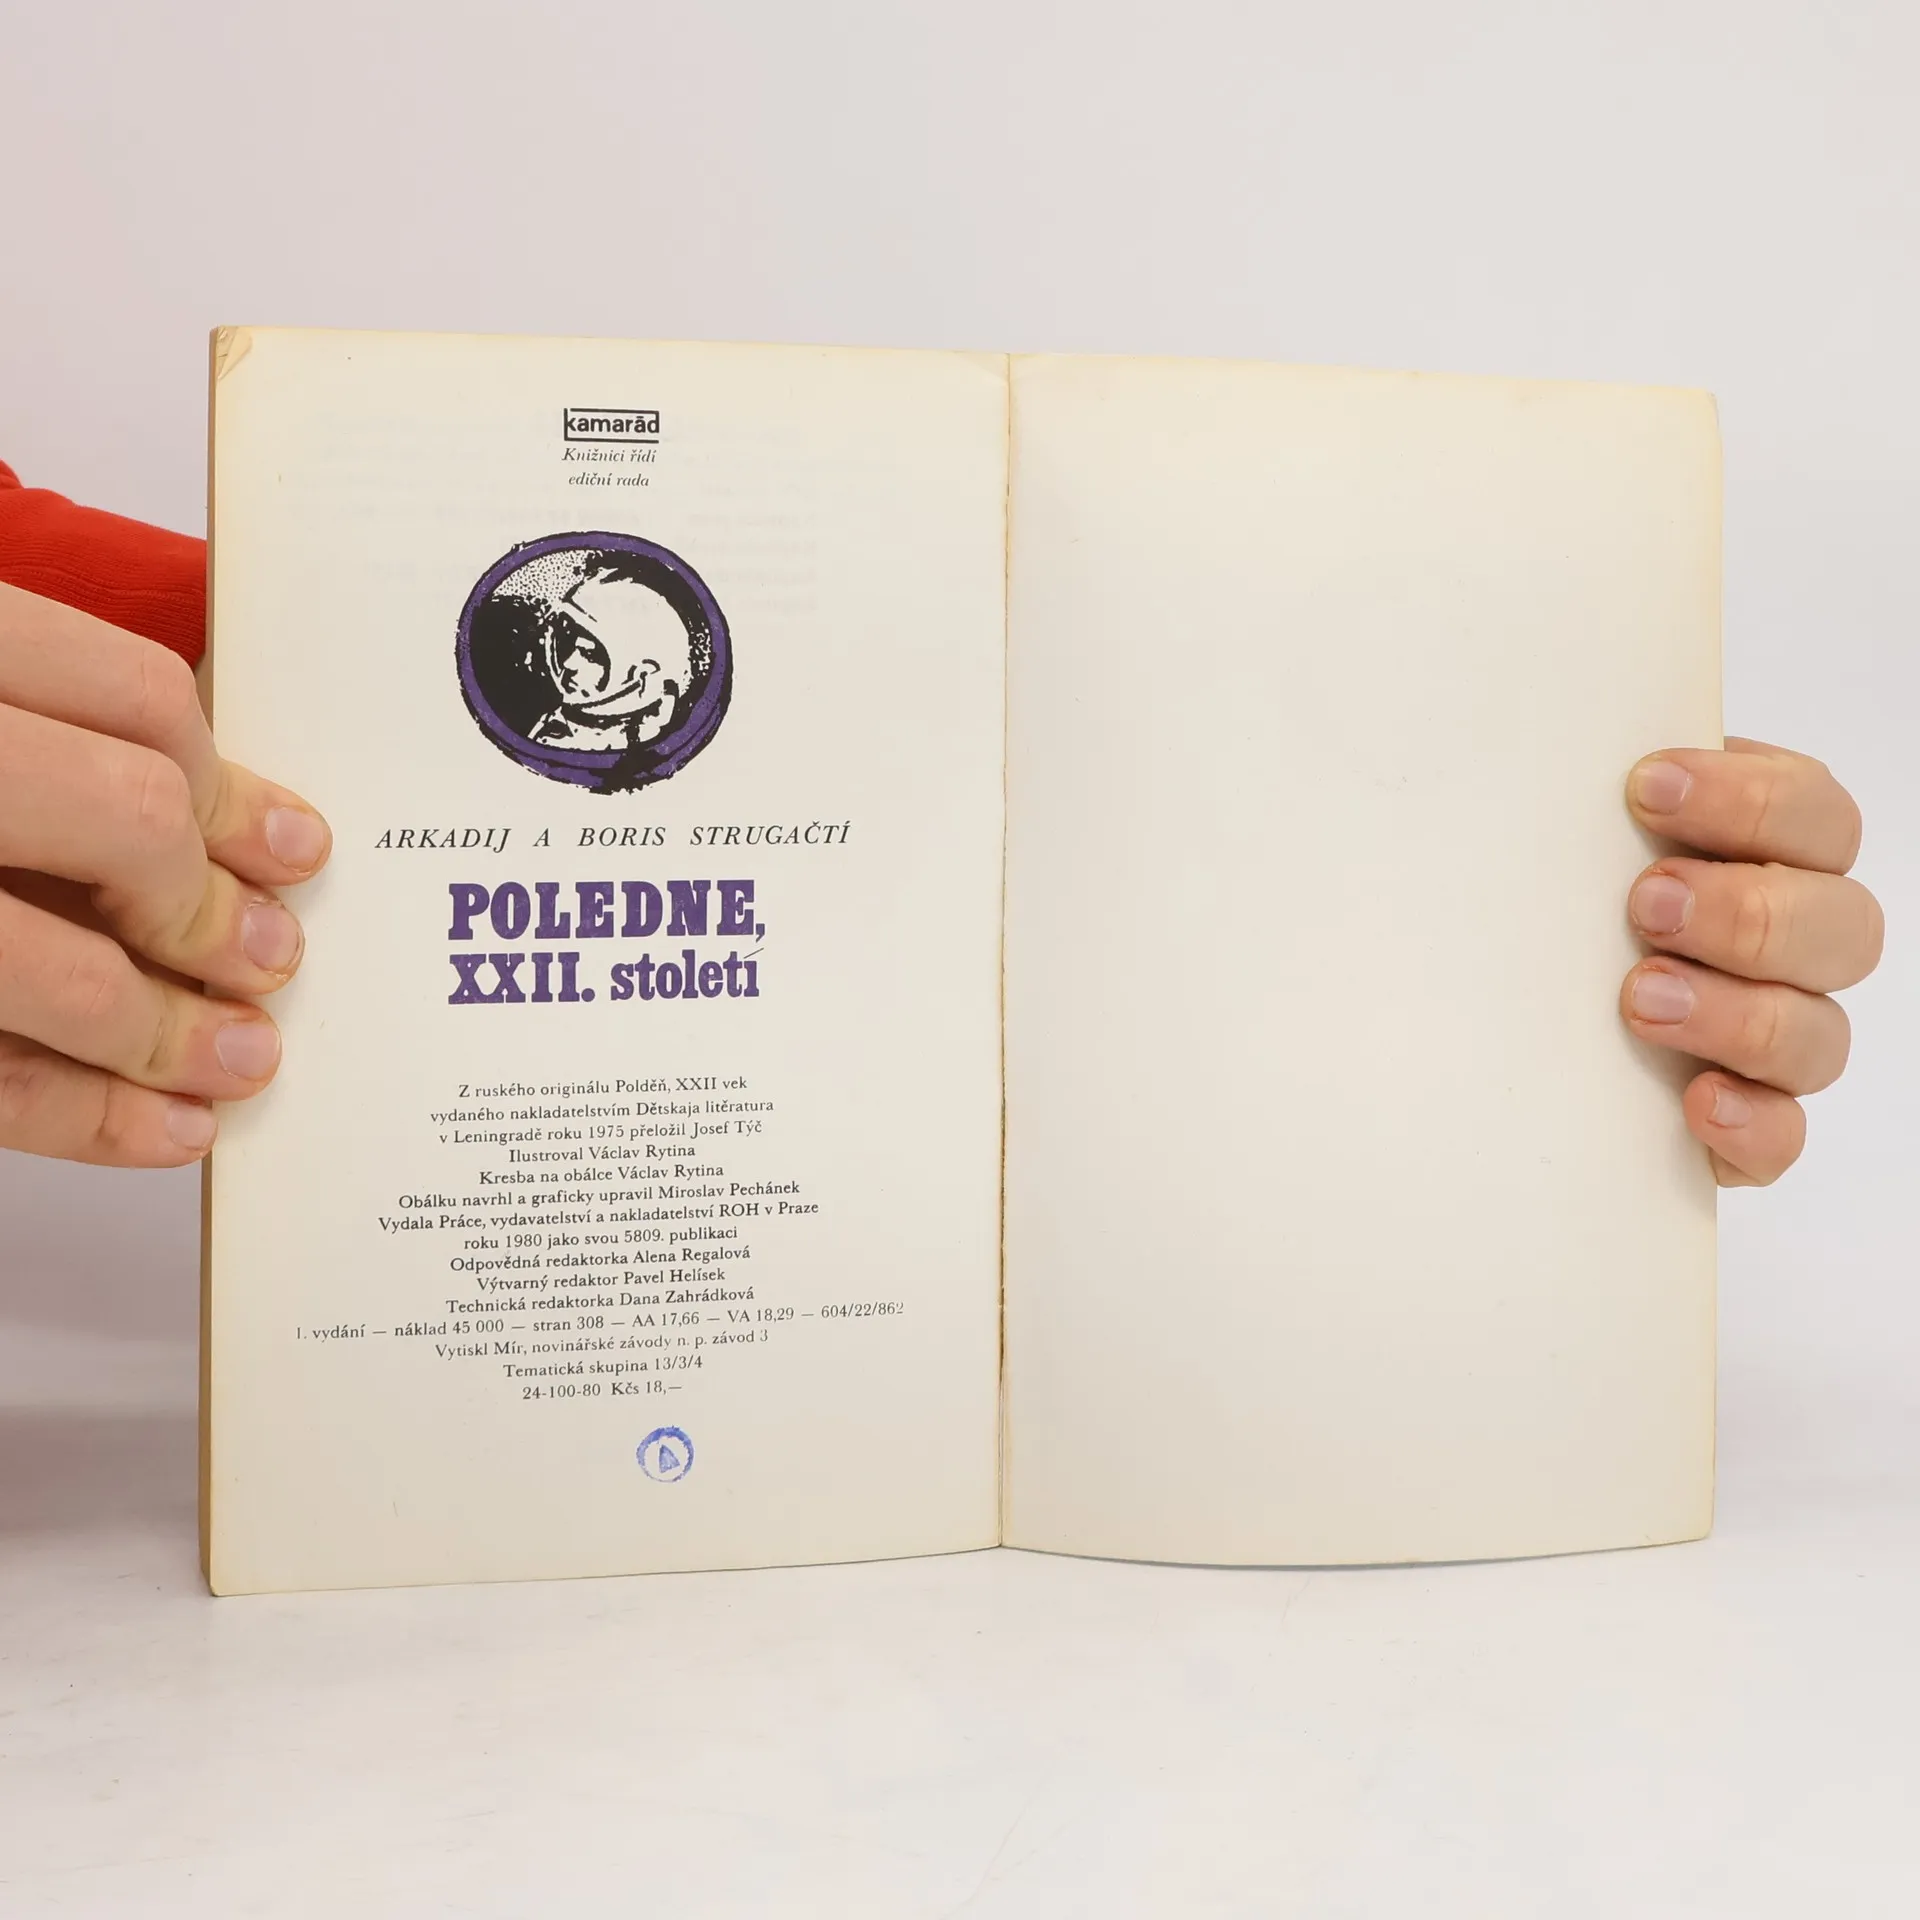 kamarád
Knižnici řídí
ediční rada
ARKADIJ A BORIS STRUGAČTÍ
POLEDNE,
XXII. století
Z ruského originálu Polděň, XXII vek
vydaného nakladatelstvím Dětskaja litěratura
v Leningradě roku 1975 přeložil Josef Týč
Ilustroval Václav Rytina
Kresba na obálce Václav Rytina
Obálku navrhl a graficky upravil Miroslav Pechánek
Vydala Práce, vydavatelství a nakladatelství ROH v Praze
roku 1980 jako svou 5809. publikaci
Odpovědná redaktorka Alena Regalová
Výtvarný redaktor Pavel Helísek
Technická redaktorka Dana Zahrádková
1. vydání — náklad 45 000 — stran 308 — AA 17,66 — VA 18,29 — 604/22/862
Vytiskl Mír, novinářské závody n. p. závod 3
Tematická skupina 13/3/4
24-100-80 Kčs 18,—